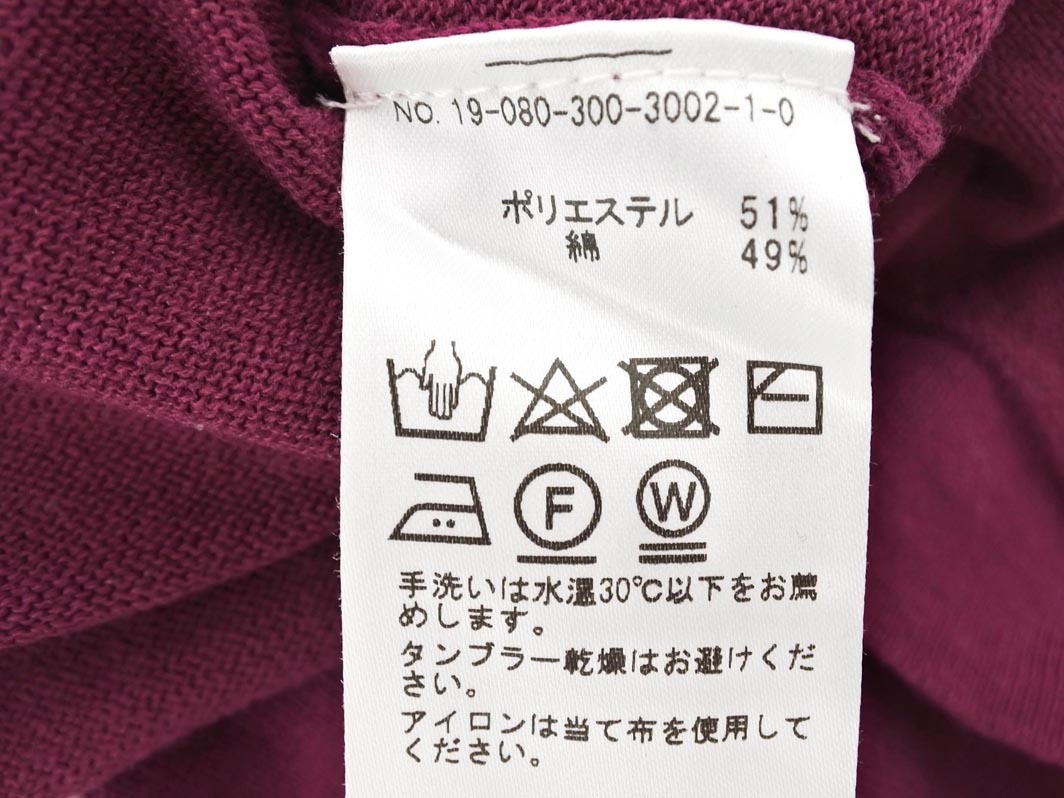 NO. 19-080-300-3002-1-0
ポリエステル 51%
綿 49%
F W
手洗いは水温30℃以下をお薦
めします。
タンブラー乾燥はお避けくだ
さい。
アイロンは当て布を使用して
ください。